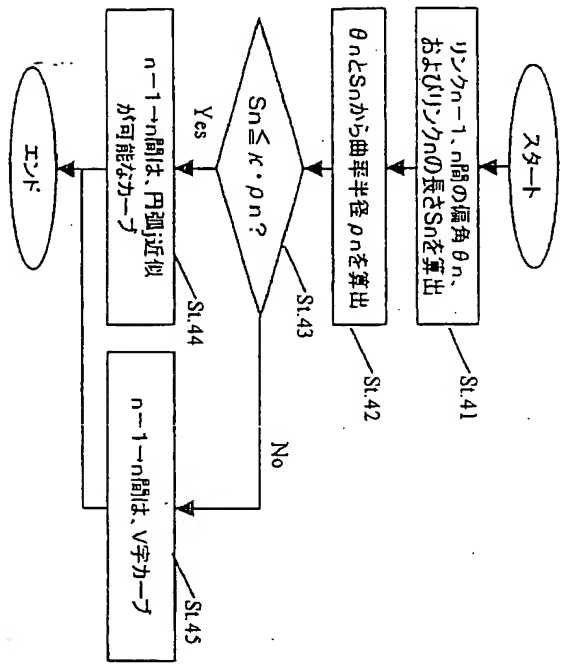 スタート
リンクn−1、n間の偏角θn、
およびリンクnの長さSnを算出
St.41
θnとSnから曲率半径ρnを算出
St.42
Sn≦κ・ρn?
St.43
Yes
No
n−1→n間は、円弧近似
が可能なカーブ
St.44
n−1→n間は、V字カーブ
St.45
エンド